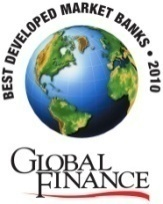 BEST DEVELOPED MARKET BANKS • 2010
GLOBAL
FINANCE